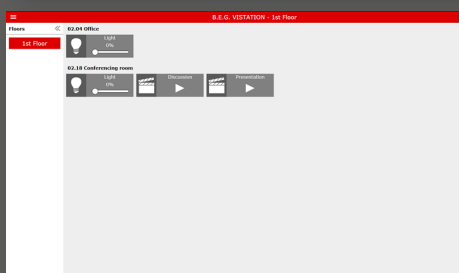 B.E.G. VISTATION - 1st Floor
Floors
1st Floor
02.04 Office
Light
0%
02.18 Conferencing room
Light
0%
Discussion
Presentation